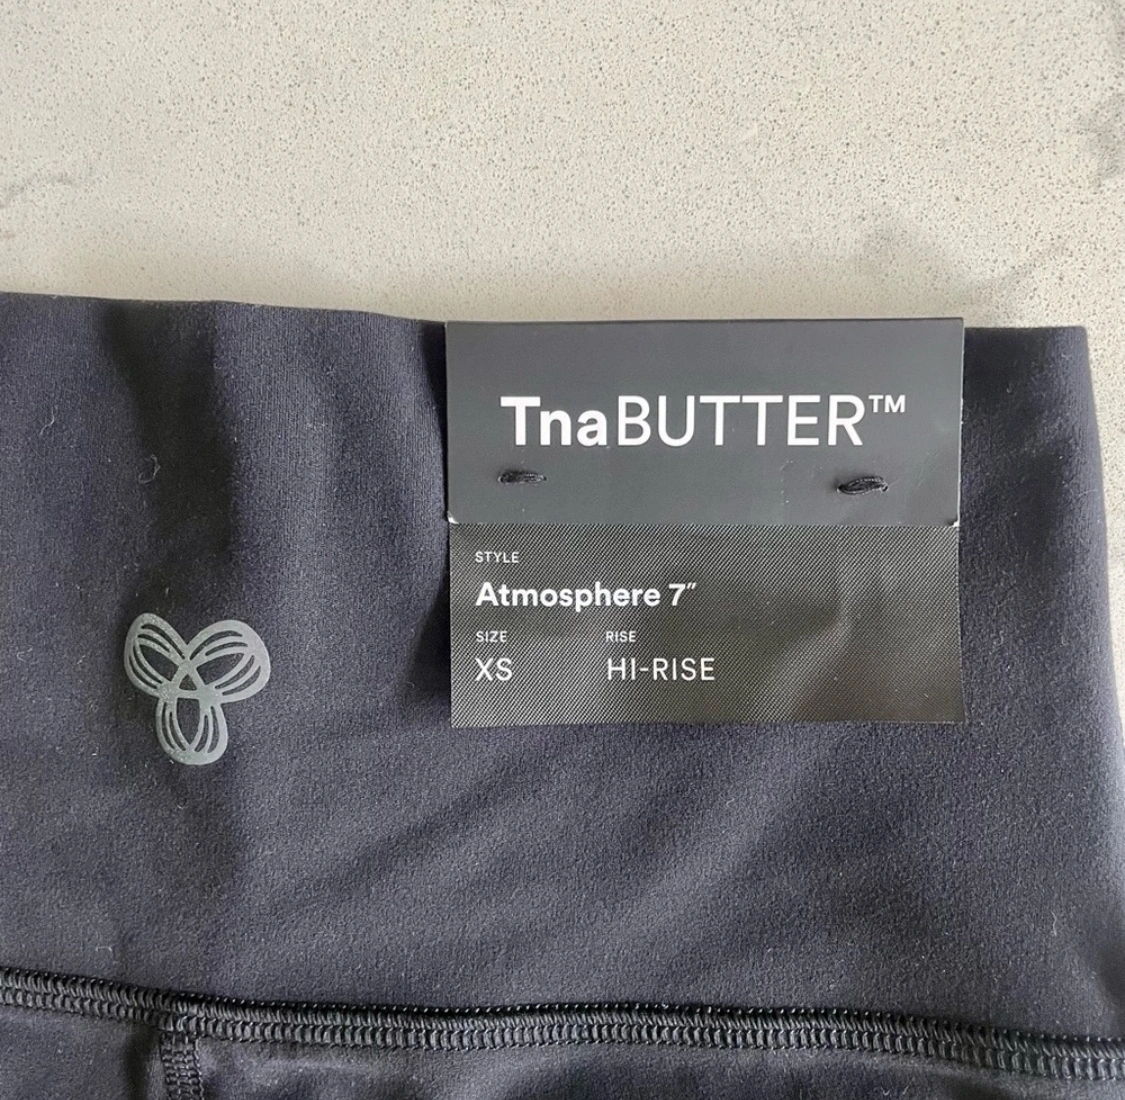 TnaBUTTER™
STYLE
Atmosphere 7″
SIZE RISE
XS HI-RISE